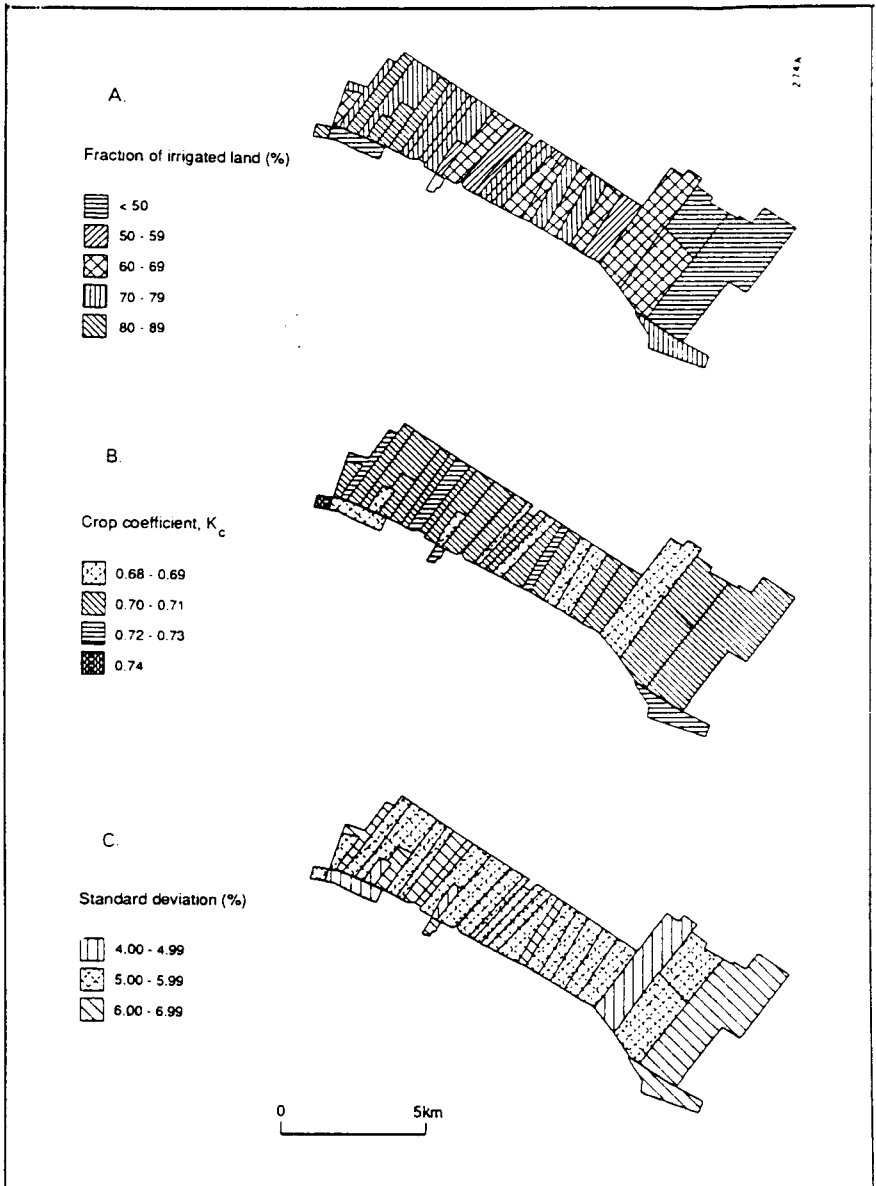 274A
A.
Fraction of irrigated land (%)
< 50
50 - 59
60 - 69
70 - 79
80 - 89
B.
Crop coefficient, Kc
0.68 - 0.69
0.70 - 0.71
0.72 - 0.73
0.74
C.
Standard deviation (%)
4.00 - 4.99
5.00 - 5.99
6.00 - 6.99
0 5km